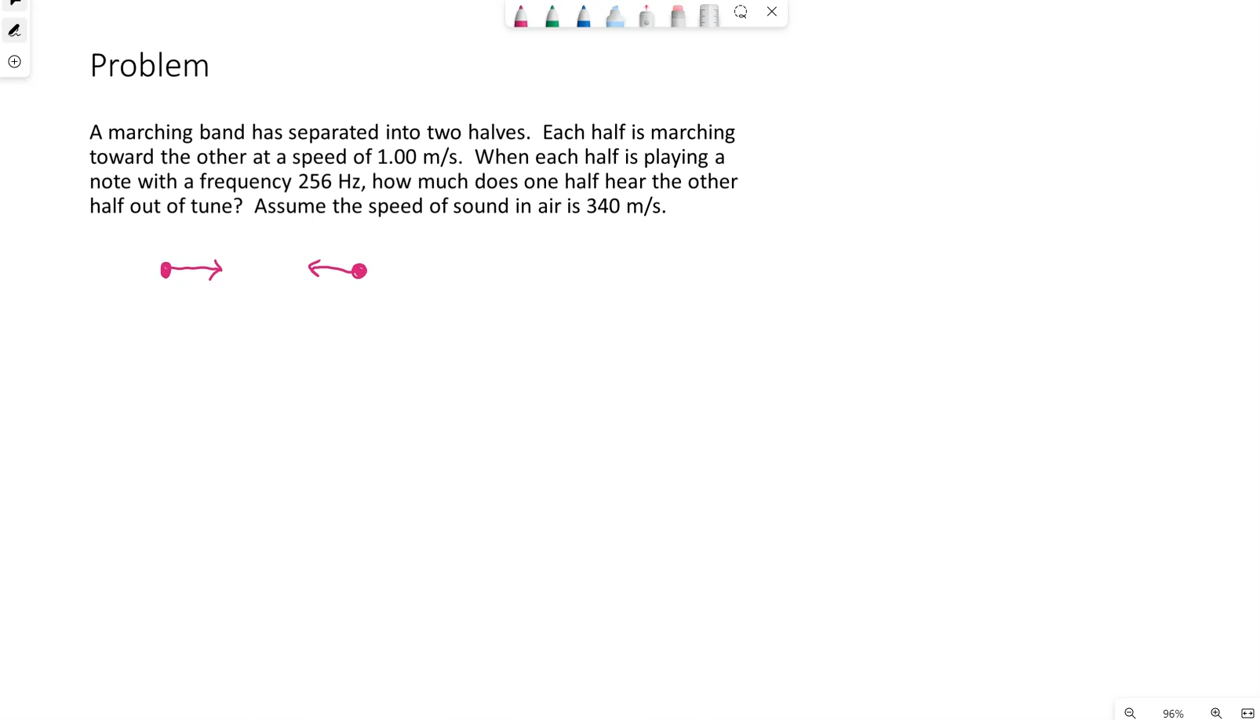 Problem
A marching band has separated into two halves.  Each half is marching
toward the other at a speed of 1.00 m/s.  When each half is playing a
note with a frequency 256 Hz, how much does one half hear the other
half out of tune?  Assume the speed of sound in air is 340 m/s.
96%